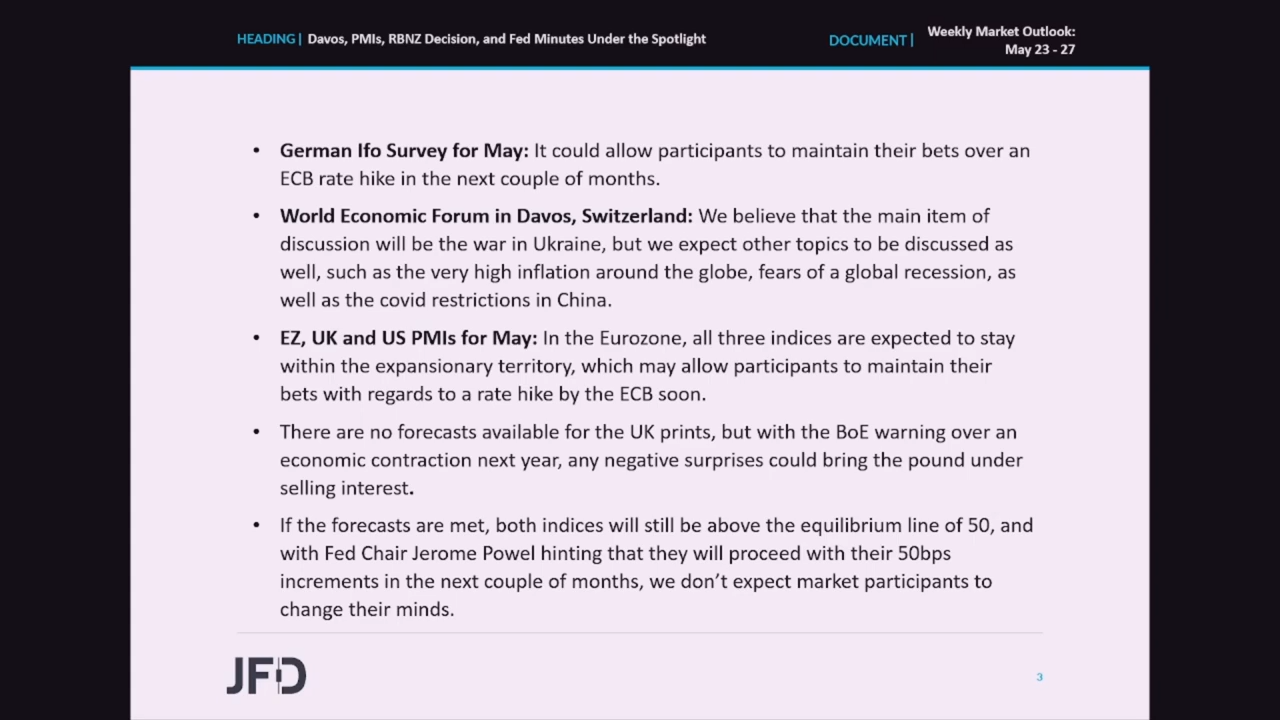 HEADING | Davos, PMIs, RBNZ Decision, and Fed Minutes Under the Spotlight
DOCUMENT | Weekly Market Outlook:
May 23 - 27
• German Ifo Survey for May: It could allow participants to maintain their bets over an
ECB rate hike in the next couple of months.
• World Economic Forum in Davos, Switzerland: We believe that the main item of
discussion will be the war in Ukraine, but we expect other topics to be discussed as
well, such as the very high inflation around the globe, fears of a global recession, as
well as the covid restrictions in China.
• EZ, UK and US PMIs for May: In the Eurozone, all three indices are expected to stay
within the expansionary territory, which may allow participants to maintain their
bets with regards to a rate hike by the ECB soon.
• There are no forecasts available for the UK prints, but with the BoE warning over an
economic contraction next year, any negative surprises could bring the pound under
selling interest.
• If the forecasts are met, both indices will still be above the equilibrium line of 50, and
with Fed Chair Jerome Powel hinting that they will proceed with their 50bps
increments in the next couple of months, we don’t expect market participants to
change their minds.
JFD
3